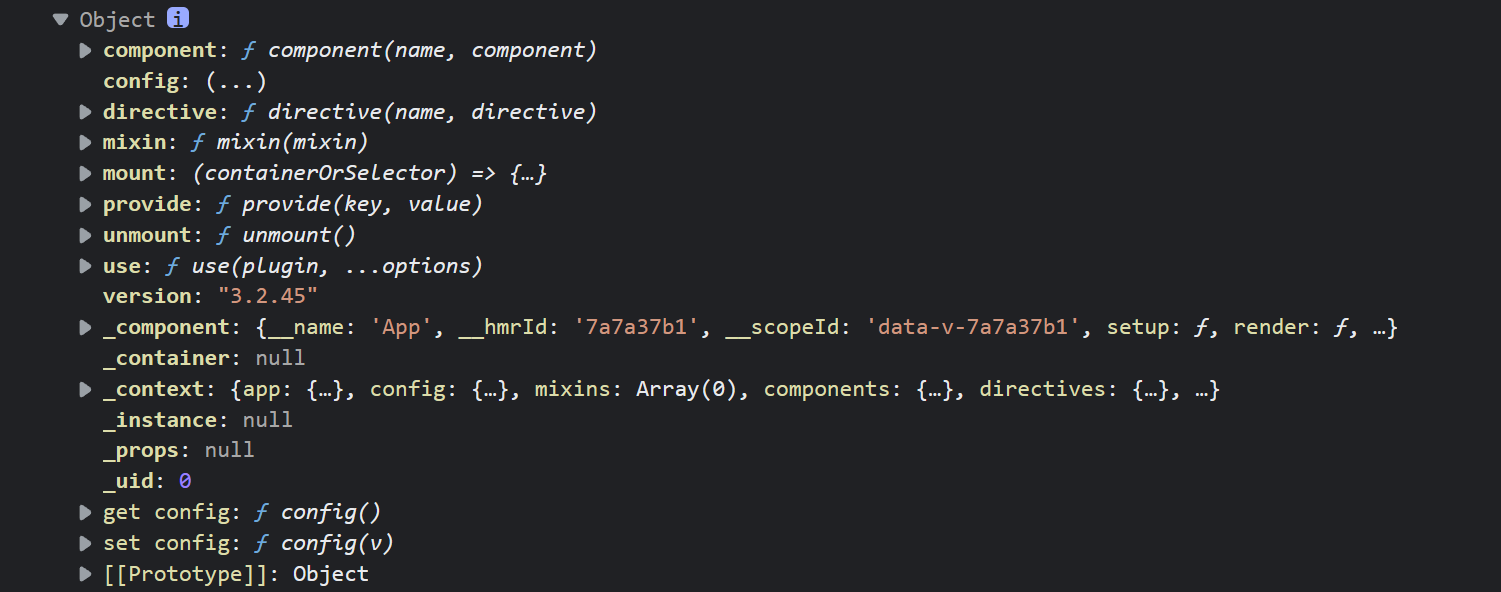 Object i
component: ƒ component(name, component)
config: (...)
directive: ƒ directive(name, directive)
mixin: ƒ mixin(mixin)
mount: (containerOrSelector) => {…}
provide: ƒ provide(key, value)
unmount: ƒ unmount()
use: ƒ use(plugin, ...options)
version: "3.2.45"
_component: {__name: 'App', __hmrId: '7a7a37b1', __scopeId: 'data-v-7a7a37b1', setup: ƒ, render: ƒ, …}
_container: null
_context: {app: {…}, config: {…}, mixins: Array(0), components: {…}, directives: {…}, …}
_instance: null
_props: null
_uid: 0
get config: ƒ config()
set config: ƒ config(v)
[[Prototype]]: Object